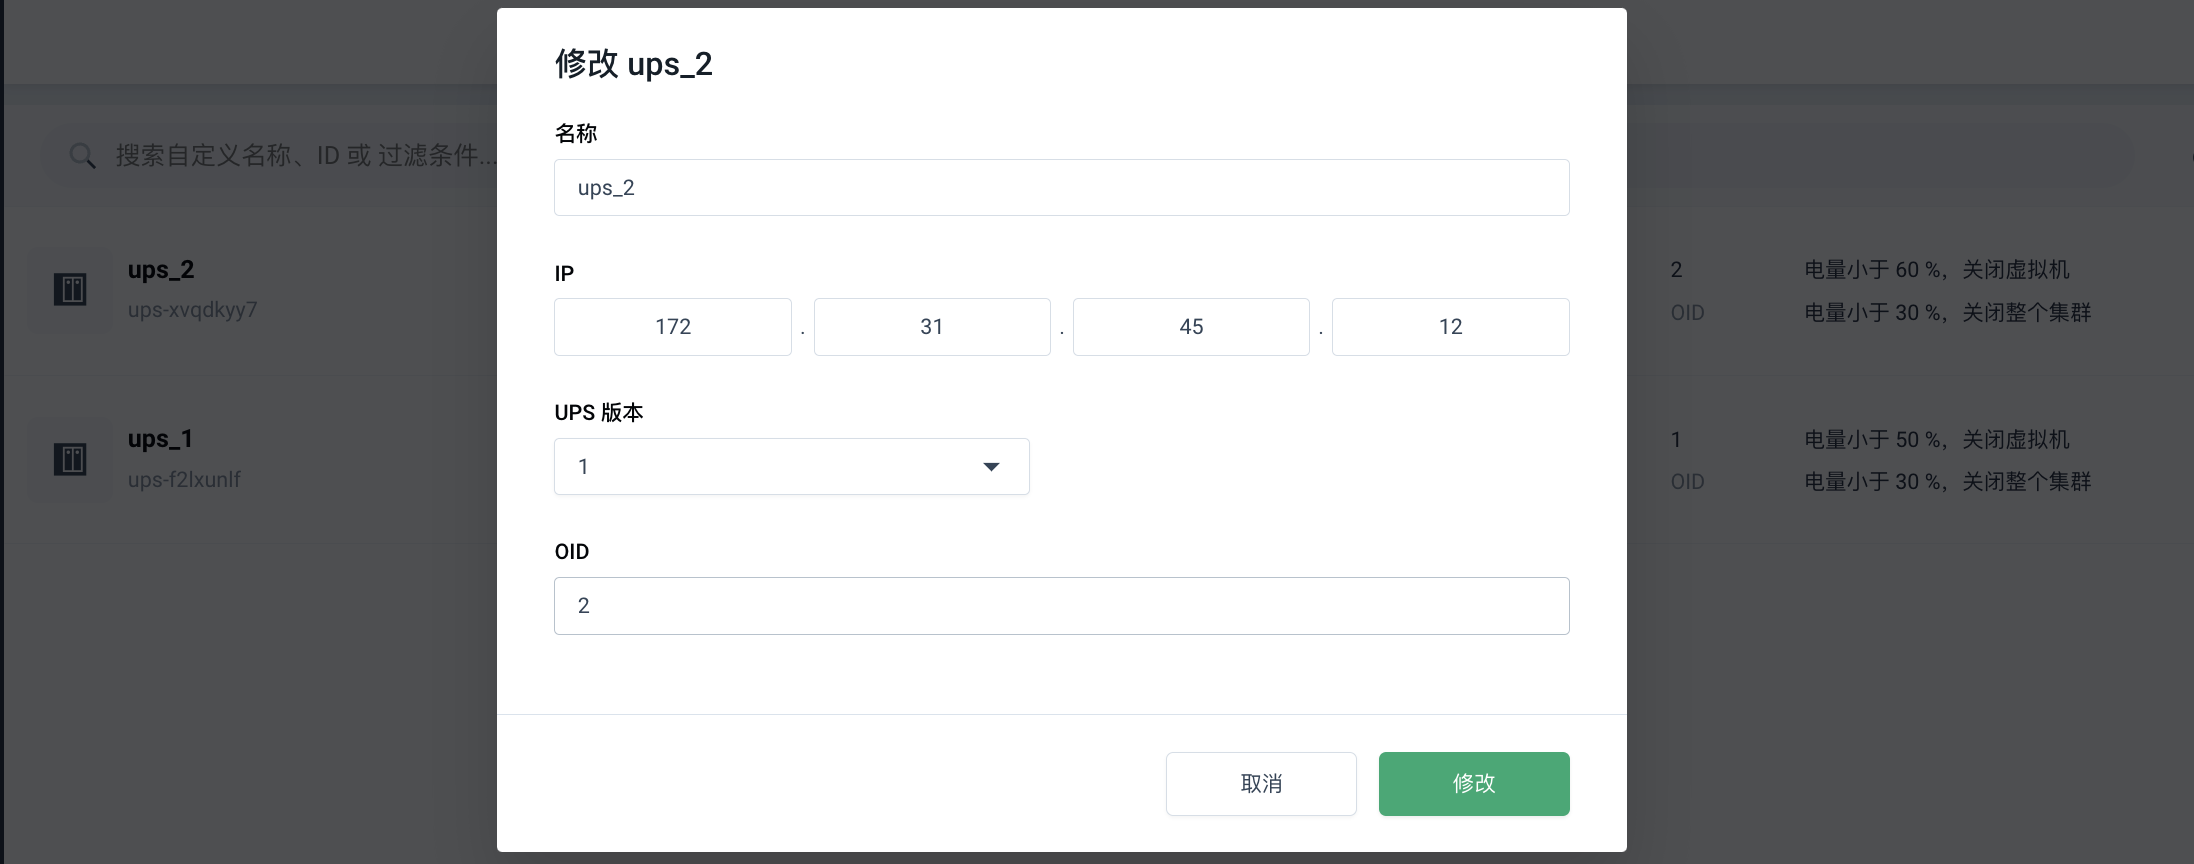 修改 ups_2
名称
ups_2
IP
172 . 31 . 45 . 12
UPS 版本
1
OID
2
取消
修改
搜索自定义名称、ID 或 过滤条件...
ups_2
ups-xvqdkyy7
2
OID
电量小于 60 %，关闭虚拟机
电量小于 30 %，关闭整个集群
ups_1
ups-f2lxunlf
1
OID
电量小于 50 %，关闭虚拟机
电量小于 30 %，关闭整个集群